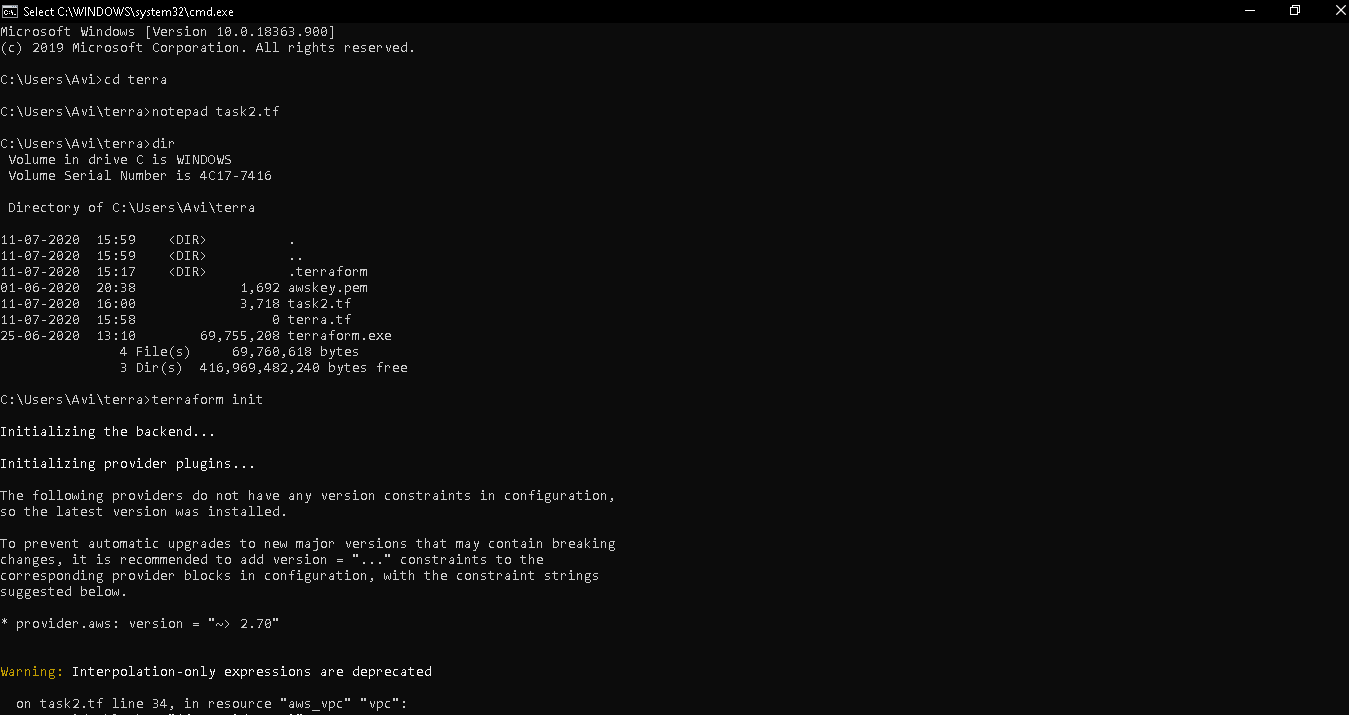 Select C:\WINDOWS\system32\cmd.exe
Microsoft Windows [Version 10.0.18363.900]
(c) 2019 Microsoft Corporation. All rights reserved.
C:\Users\Avi>cd terra
C:\Users\Avi\terra>notepad task2.tf
C:\Users\Avi\terra>dir
 Volume in drive C is WINDOWS
 Volume Serial Number is 4C17-7416
 Directory of C:\Users\Avi\terra
11-07-2020  15:59    <DIR>          .
11-07-2020  15:59    <DIR>          ..
11-07-2020  15:17    <DIR>          .terraform
01-06-2020  20:38             1,692 awskey.pem
11-07-2020  16:00             3,718 task2.tf
11-07-2020  15:58                 0 terra.tf
25-06-2020  13:10        69,755,208 terraform.exe
               4 File(s)     69,760,618 bytes
               3 Dir(s)  416,969,482,240 bytes free
C:\Users\Avi\terra>terraform init
Initializing the backend...
Initializing provider plugins...
The following providers do not have any version constraints in configuration,
so the latest version was installed.
To prevent automatic upgrades to new major versions that may contain breaking
changes, it is recommended to add version = "..." constraints to the
corresponding provider blocks in configuration, with the constraint strings
suggested below.
* provider.aws: version = "~> 2.70"
Warning: Interpolation-only expressions are deprecated
  on task2.tf line 34, in resource "aws_vpc" "vpc":